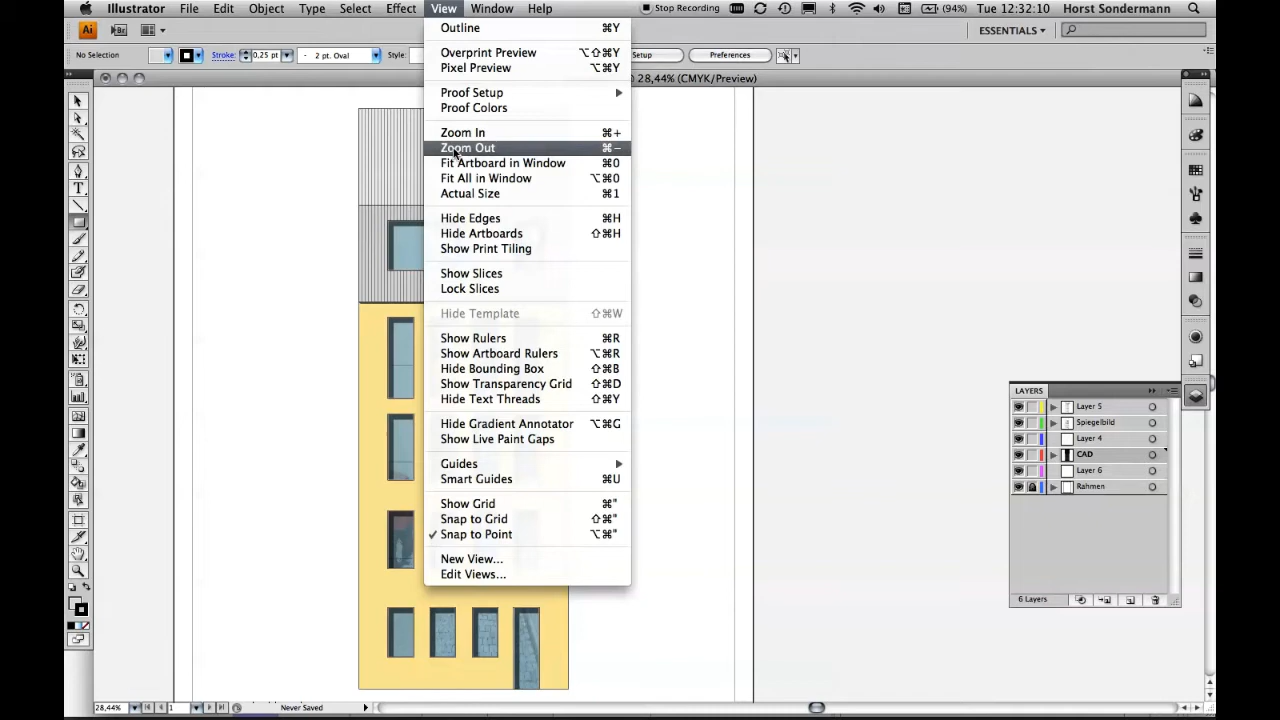 Illustrator File Edit Object Type Select Effect View Window Help Stop Recording (94%) Wed 12:32:10 Horst Sondermann
Ai Br ESSENTIALS
No Selection Stroke: 0,25 pt 2 pt. Oval Style: Setup Preferences
@ 28,44% (CMYK/Preview)
Outline ⌘Y
Overprint Preview ⌥⇧⌘Y
Pixel Preview ⌥⌘Y
Proof Setup
Proof Colors
Zoom In ⌘+
Zoom Out ⌘−
Fit Artboard in Window ⌘0
Fit All in Window ⌥⌘0
Actual Size ⌘1
Hide Edges ⌘H
Hide Artboards ⇧⌘H
Show Print Tiling
Show Slices
Lock Slices
Hide Template ⇧⌘W
Show Rulers ⌘R
Show Artboard Rulers ⌥⌘R
Hide Bounding Box ⇧⌘B
Show Transparency Grid ⇧⌘D
Hide Text Threads ⇧⌘Y
Hide Gradient Annotator ⌥⌘G
Show Live Paint Gaps
Guides
Smart Guides ⌘U
Show Grid ⌘"
Snap to Grid ⇧⌘"
✓ Snap to Point ⌥⌘"
New View...
Edit Views...
LAYERS
Layer 5
Spiegelbild
Layer 4
CAD
Layer 6
Rahmen
6 Layers
28,44% 1 Never Saved